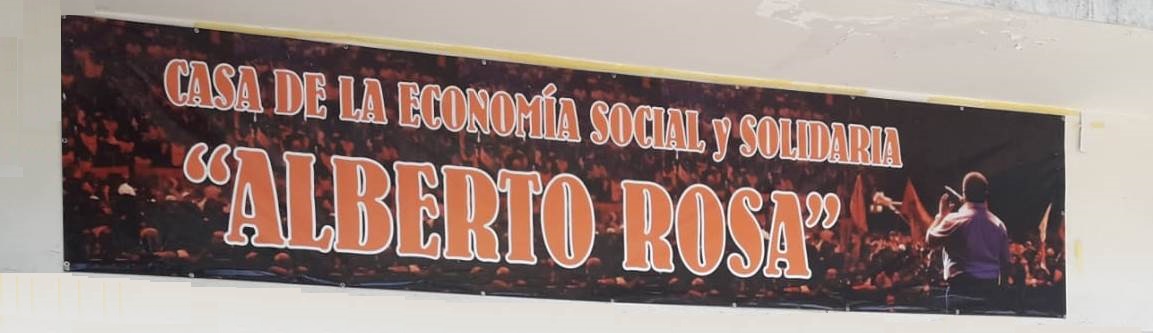 CASA DE LA ECONOMÍA SOCIAL y SOLIDARIA
“ALBERTO ROSA”